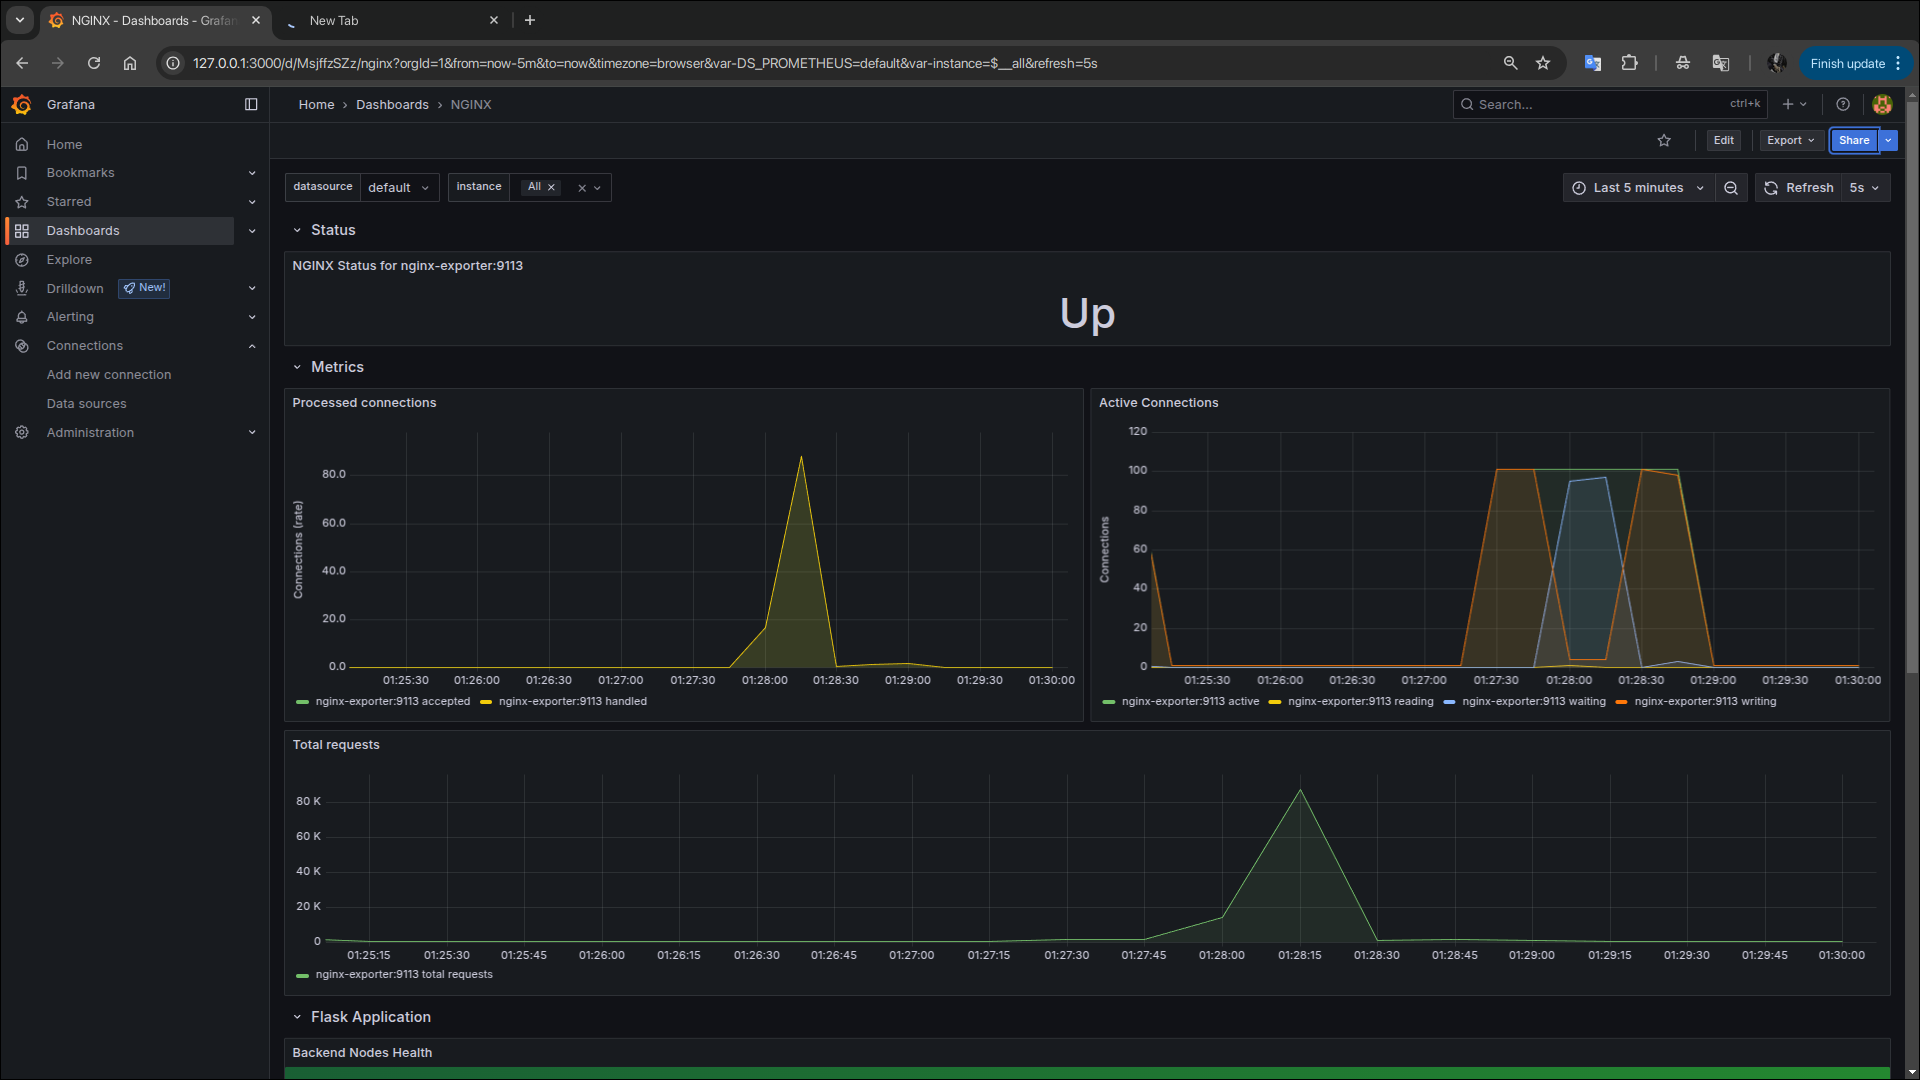 NGINX - Dashboards - Grafan
New Tab
127.0.0.1:3000/d/MsjffzSZz/nginx?orgId=1&from=now-5m&to=now&timezone=browser&var-DS_PROMETHEUS=default&var-instance=$__all&refresh=5s
Finish update
Grafana
Home › Dashboards › NGINX
Search...
ctrl+k
Edit
Export
Share
Home
Bookmarks
Starred
Dashboards
Explore
Drilldown New!
Alerting
Connections
Add new connection
Data sources
Administration
datasource default
instance All
Last 5 minutes
Refresh 5s
Status
NGINX Status for nginx-exporter:9113
Up
Metrics
Processed connections
Connections (rate)
80.0
60.0
40.0
20.0
0.0
01:25:30 01:26:00 01:26:30 01:27:00 01:27:30 01:28:00 01:28:30 01:29:00 01:29:30 01:30:00
nginx-exporter:9113 accepted nginx-exporter:9113 handled
Active Connections
Connections
120
100
80
60
40
20
0
01:25:30 01:26:00 01:26:30 01:27:00 01:27:30 01:28:00 01:28:30 01:29:00 01:29:30 01:30:00
nginx-exporter:9113 active nginx-exporter:9113 reading nginx-exporter:9113 waiting nginx-exporter:9113 writing
Total requests
80 K
60 K
40 K
20 K
0
01:25:15 01:25:30 01:25:45 01:26:00 01:26:15 01:26:30 01:26:45 01:27:00 01:27:15 01:27:30 01:27:45 01:28:00 01:28:15 01:28:30 01:28:45 01:29:00 01:29:15 01:29:30 01:29:45 01:30:00
nginx-exporter:9113 total requests
Flask Application
Backend Nodes Health